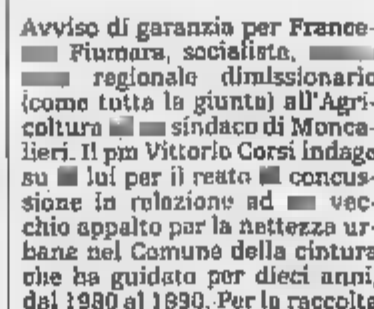 Avviso di garanzia per France-
Fiumara, socialista,
regionale dimissionario
(come tutta la giunta) all'Agri-
coltura sindaco di Monca-
lieri. Il pm Vittorio Corsi indaga
su lui per il reato concus-
sione in relazione ad vec-
chio appalto per la nettezza ur-
bana nel Comune della cintura
che ha guidato per dieci anni,
dal 1980 al 1990. Per la raccolta